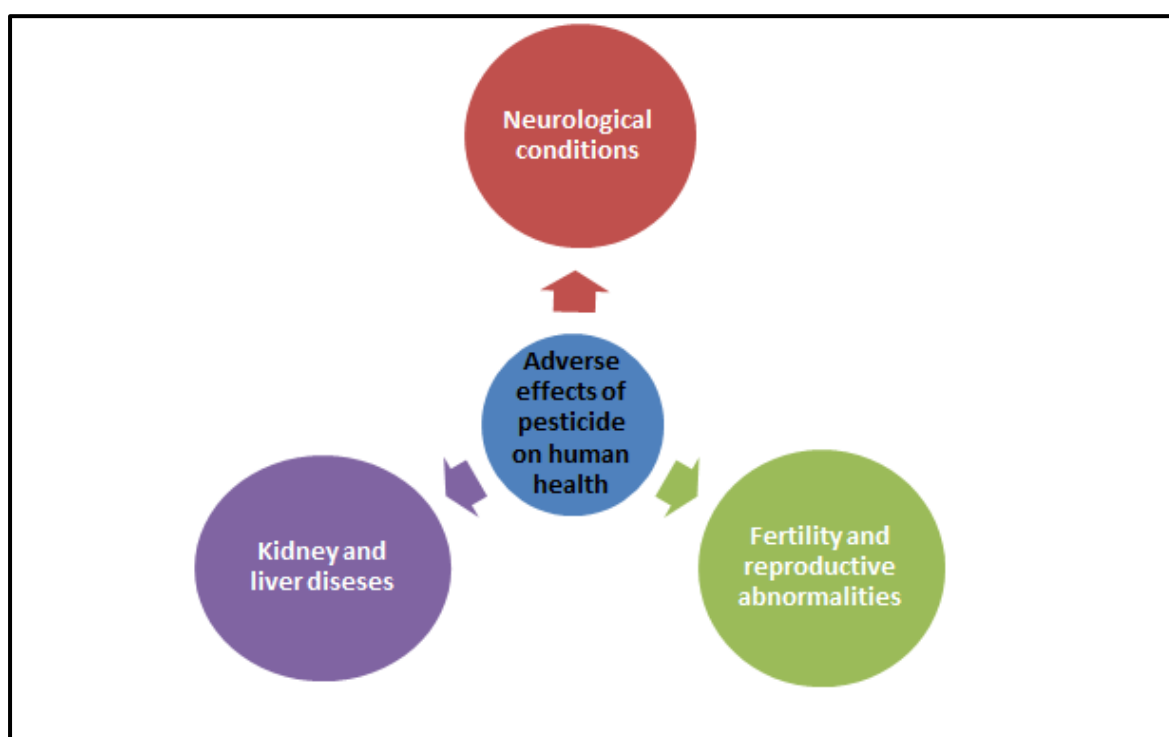 Neurological
conditions
Adverse
effects of
pesticide
on human
health
Kidney and
liver diseses
Fertility and
reproductive
abnormalities